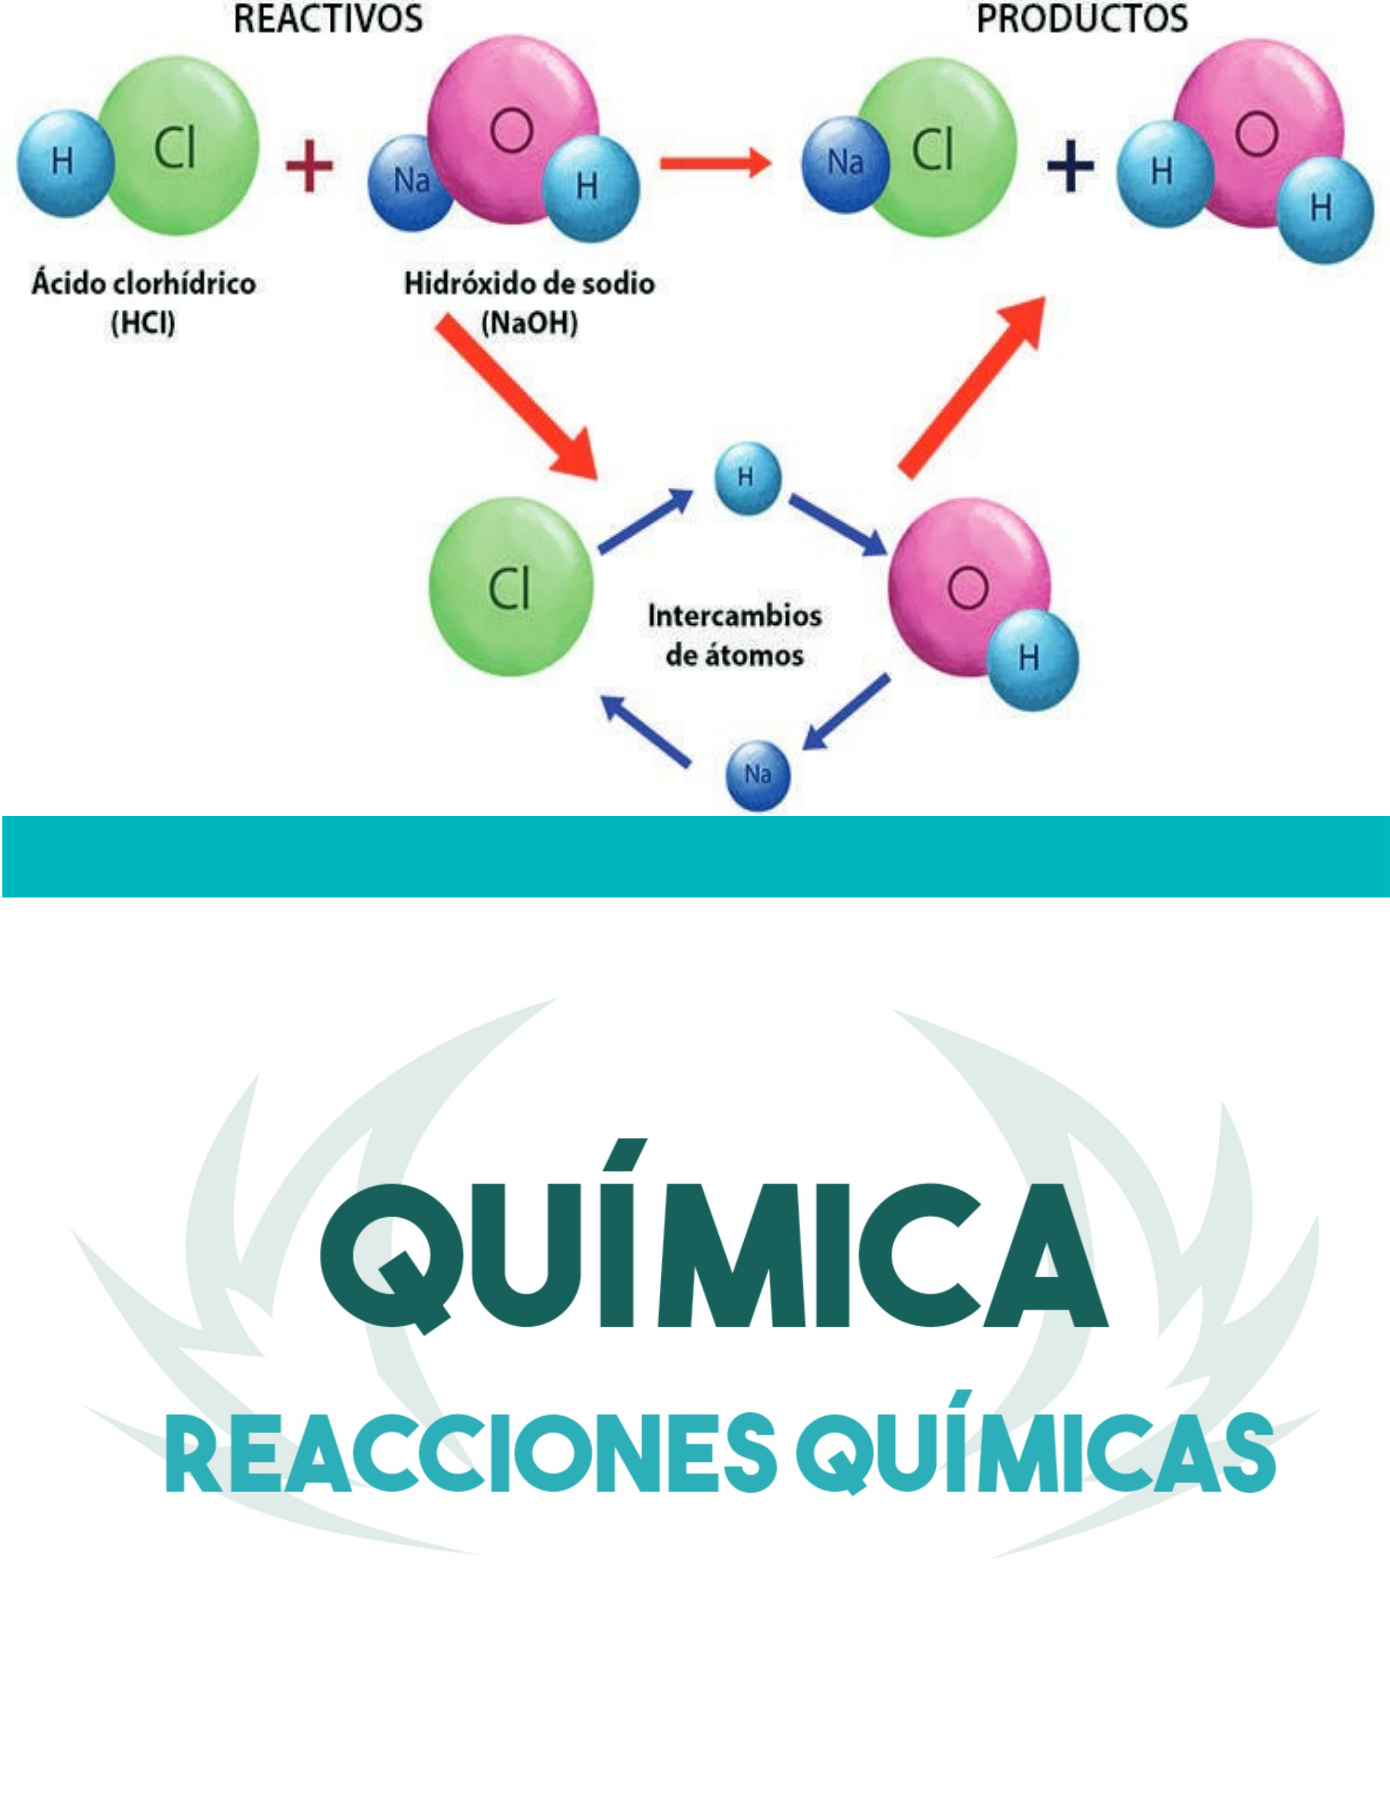 REACTIVOS
PRODUCTOS
H Cl + Na O H Na Cl + H O H
Ácido clorhídrico
(HCl)
Hidróxido de sodio
(NaOH)
H
Cl
O
H
Intercambios
de átomos
Na
QUÍMICA
REACCIONES QUÍMICAS